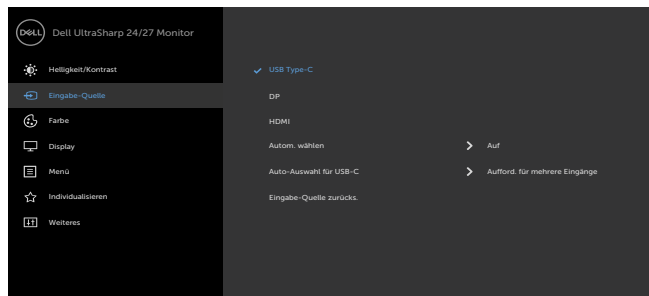 DELL Dell UltraSharp 24/27 Monitor
Helligkeit/Kontrast USB Type-C
Eingabe-Quelle DP
Farbe HDMI
Display Autom. wählen Auf
Menü Auto-Auswahl für USB-C Aufford. für mehrere Eingänge
Individualisieren Eingabe-Quelle zurücks.
Weiteres